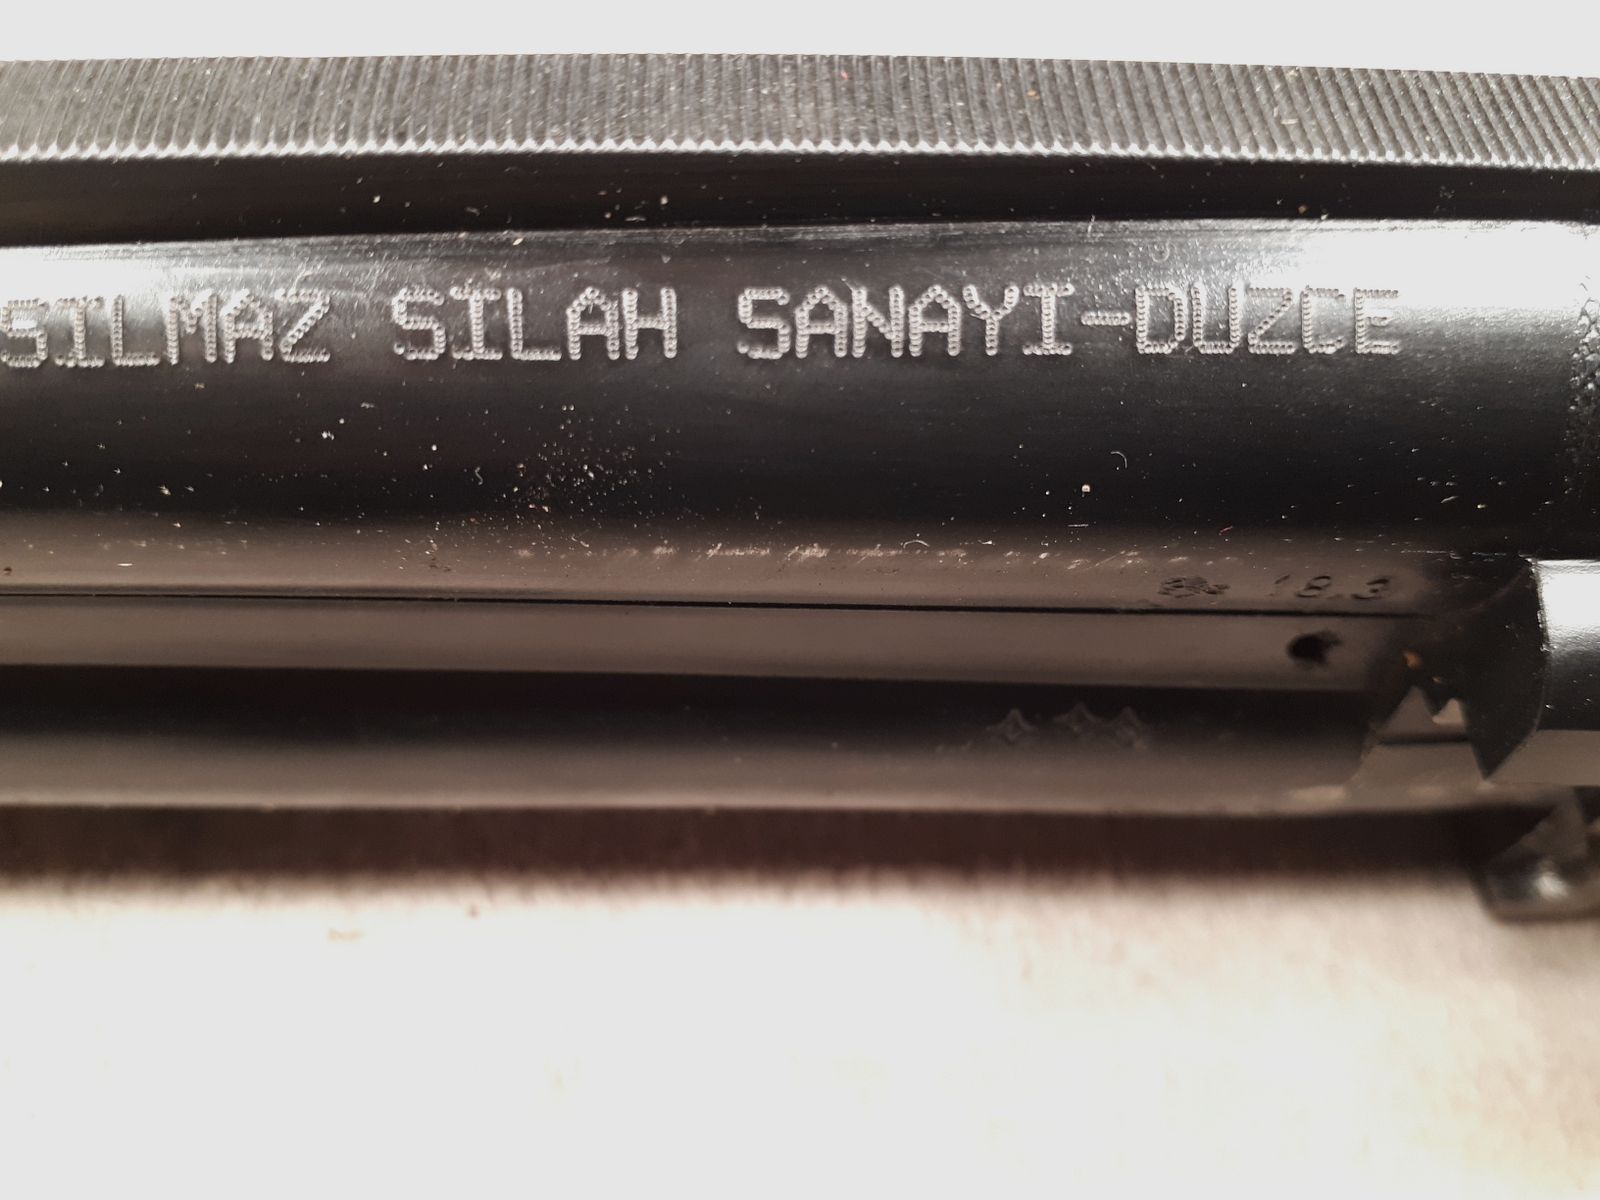 SILMAZ SILAH SANAYI-DUZCE
18.3